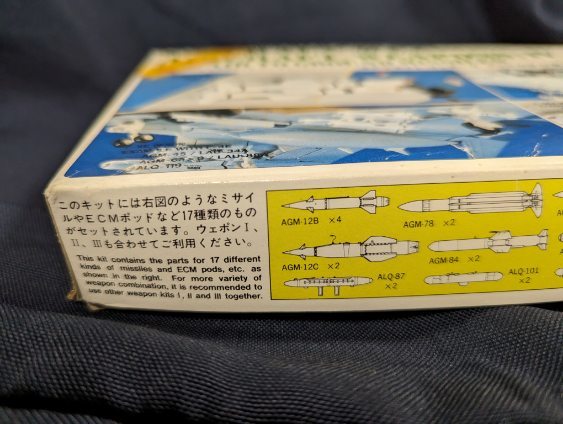 ALQ-119
このキットには右図のようなミサイ
ルやECMポッドなど17種類のもの
がセットされています。ウェポンⅠ、
Ⅱ、Ⅲも合わせてご利用ください。
This kit contains the parts for 17 different
kinds of missiles and ECM pods, etc. as
shown in the right. For more variety of
weapon combination, it is recommended to
use other weapon kits I, II and III together.
AGM-12B ×4
AGM-78 ×2
AGM-12C ×2
AGM-84 ×2
ALQ-87
×2
ALQ-101
×2